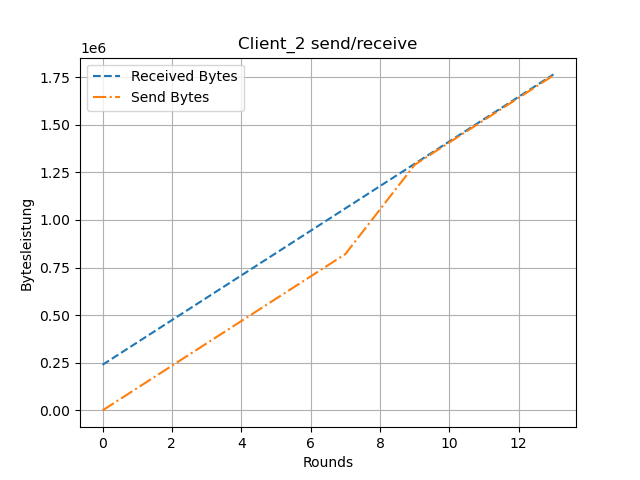 Client_2 send/receive
1e6
Received Bytes
Send Bytes
1.75
1.50
1.25
1.00
0.75
0.50
0.25
0.00
Bytesleistung
0 2 4 6 8 10 12
Rounds